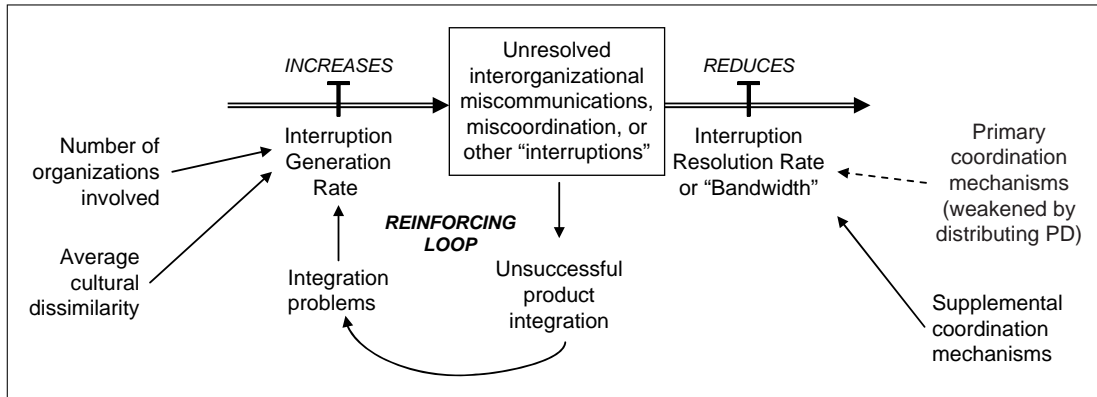 INCREASES
Unresolved
interorganizational
miscommunications,
miscoordination, or
other “interruptions”
REDUCES
Number of
organizations
involved
Interruption
Generation
Rate
Interruption
Resolution Rate
or “Bandwidth”
Primary
coordination
mechanisms
(weakened by
distributing PD)
REINFORCING
LOOP
Average
cultural
dissimilarity
Integration
problems
Unsuccessful
product
integration
Supplemental
coordination
mechanisms